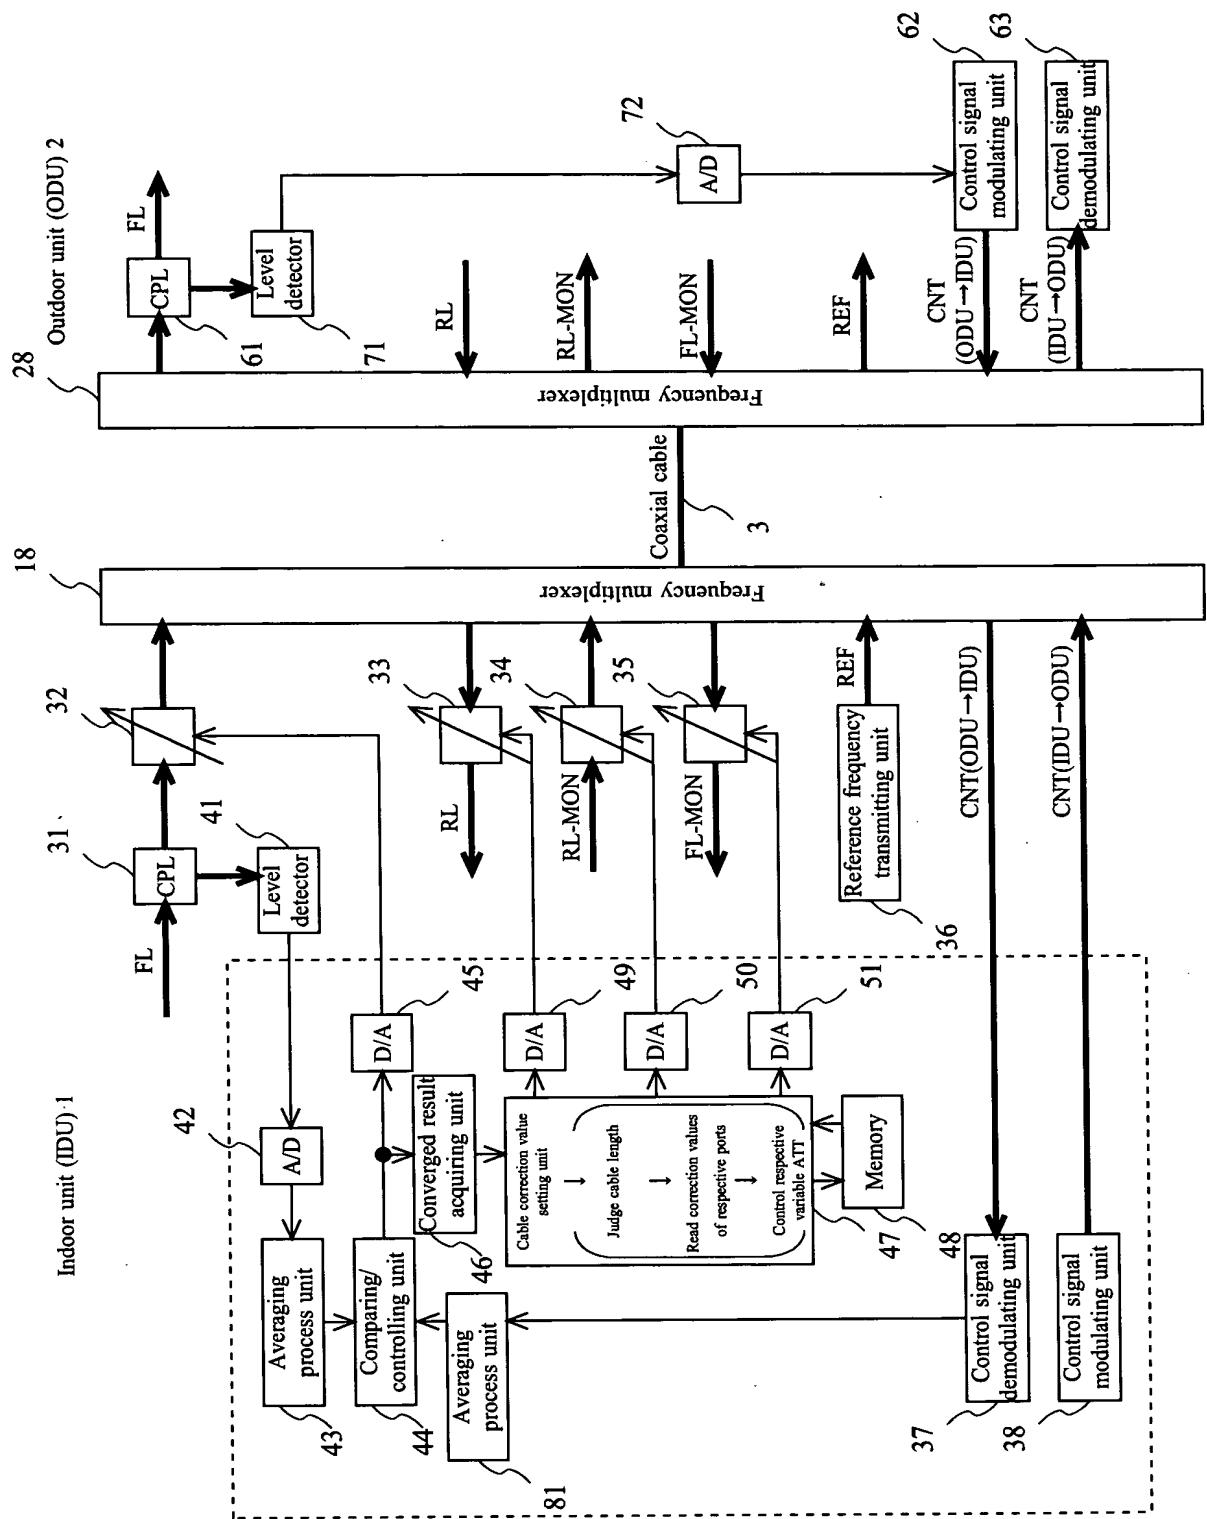 Indoor unit (IDU) 1
Outdoor unit (ODU) 2
FL
31
CPL
32
18
Frequency
multiplexer
Coaxial cable
3
28
Frequency
multiplexer
CPL
61
FL
41
Level
detector
Level
detector
71
42
A/D
43
Averaging
process unit
44
Comparing/
controlling unit
81
Averaging
process unit
D/A
45
Converged result
acquiring unit
46
Cable correction value
setting unit
↓
Judge cable length
↓
Read correction values
of respective ports
↓
Control respective
variable ATT
47
Memory
48
D/A
49
D/A
50
D/A
51
RL
33
RL-MON
34
FL-MON
35
Reference frequency
transmitting unit
36
REF
CNT(ODU→IDU)
CNT(IDU→ODU)
Control signal
demodulating unit
37
Control signal
modulating unit
38
RL
RL-MON
FL-MON
REF
72
A/D
CNT
(ODU→IDU)
CNT
(IDU→ODU)
62
Control signal
modulating unit
63
Control signal
demodulating unit